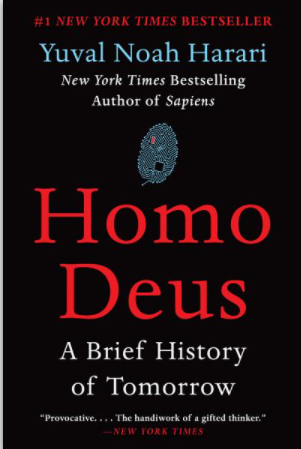 #1 NEW YORK TIMES BESTSELLER
Yuval Noah Harari
New York Times Bestselling
Author of Sapiens
Homo
Deus
A Brief History
of Tomorrow
“Provocative. . . . The handiwork of a gifted thinker.”
—NEW YORK TIMES